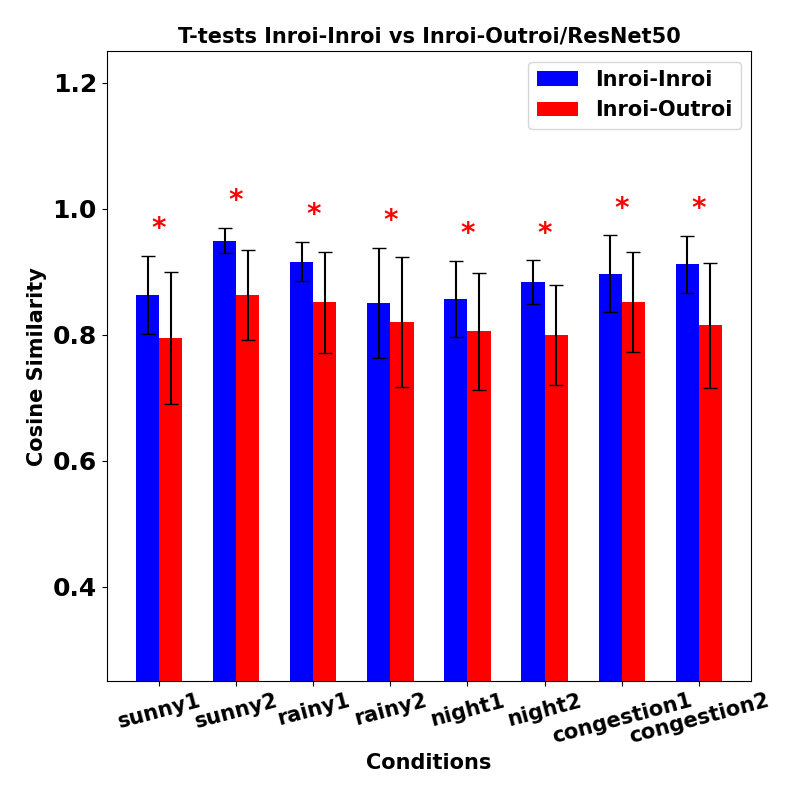 T-tests Inroi-Inroi vs Inroi-Outroi/ResNet50
Inroi-Inroi
Inroi-Outroi
1.2
1.0
0.8
0.6
0.4
Cosine Similarity
* * * * * * * *
sunny1 sunny2 rainy1 rainy2 night1 night2 congestion1 congestion2
Conditions